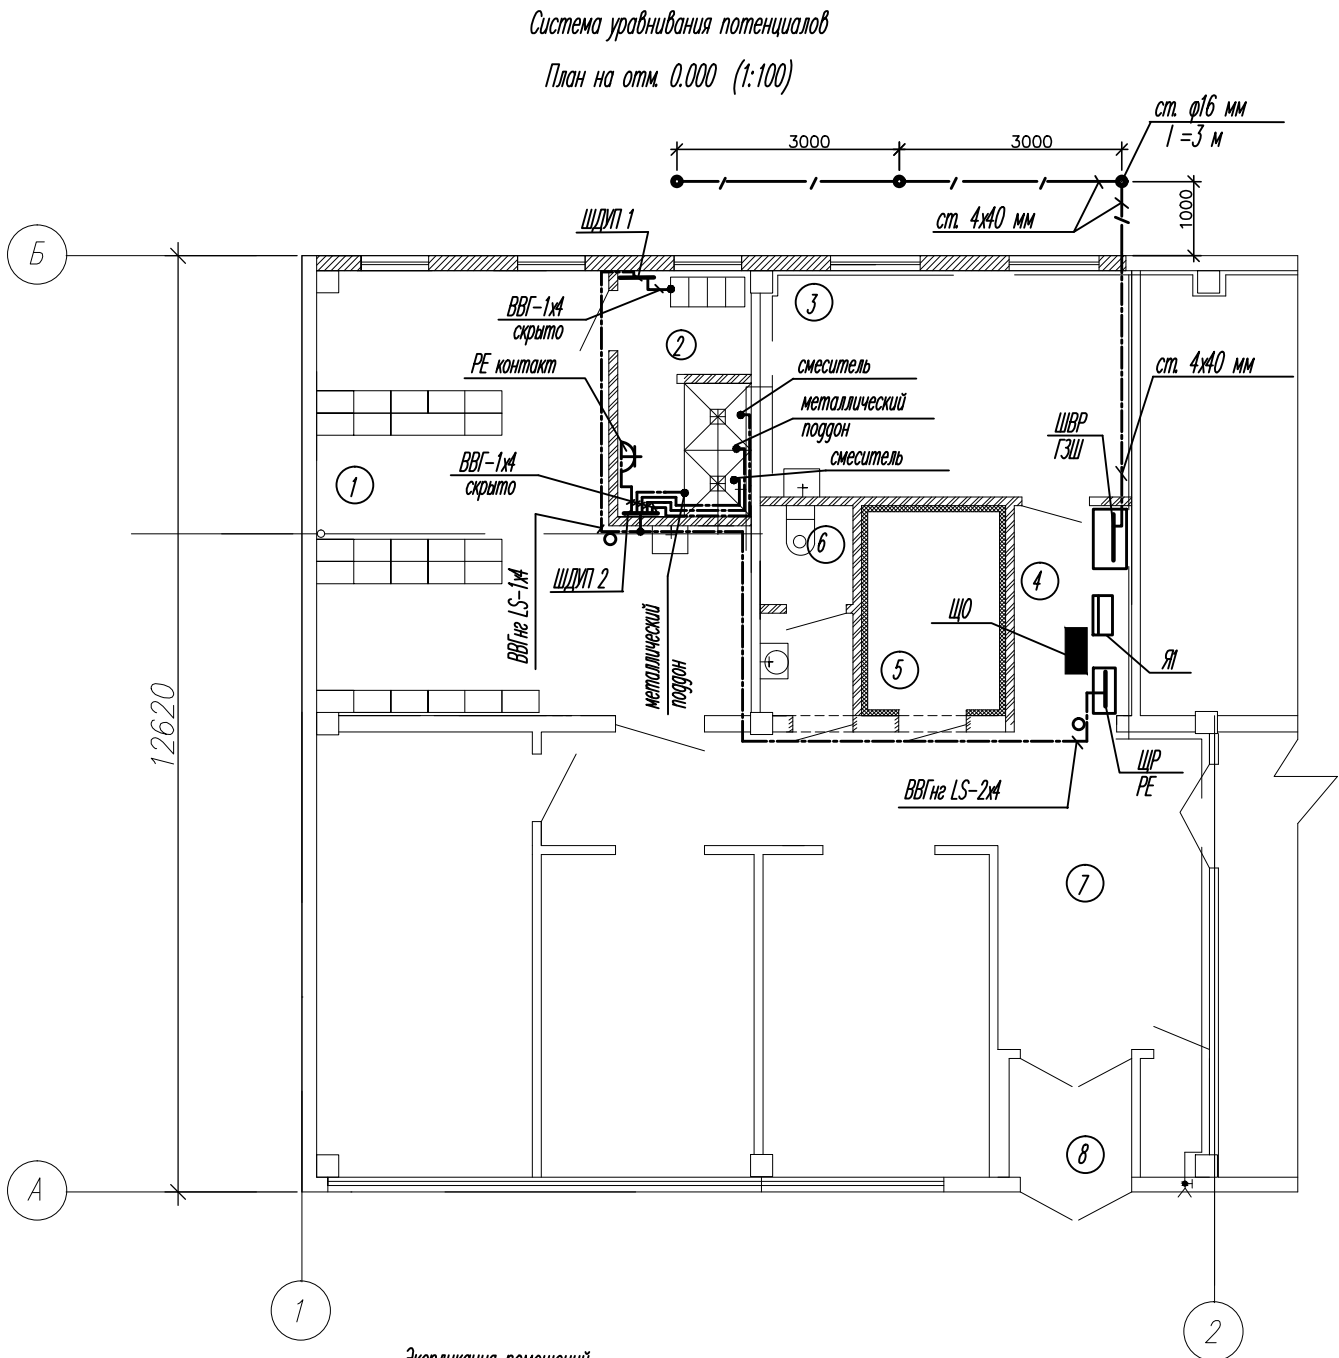 Система уравнивания потенциалов
План на отм. 0.000 (1:100)
ст. φ16 мм
l =3 м
3000
3000
1000
ст. 4х40 мм
ШДУП 1
Б
ВВГ-1х4
скрыто
3
2
РЕ контакт
смеситель
ст. 4х40 мм
металлический
поддон
ШВР
ГЗШ
ВВГ-1х4
скрыто
смеситель
1
6
ВВГнг LS-1х4
ШДУП 2
4
ЩО
металлический
поддон
5
Я1
12620
ЩР
РЕ
ВВГнг LS-2х4
7
8
А
1
2
Экспликация помещений